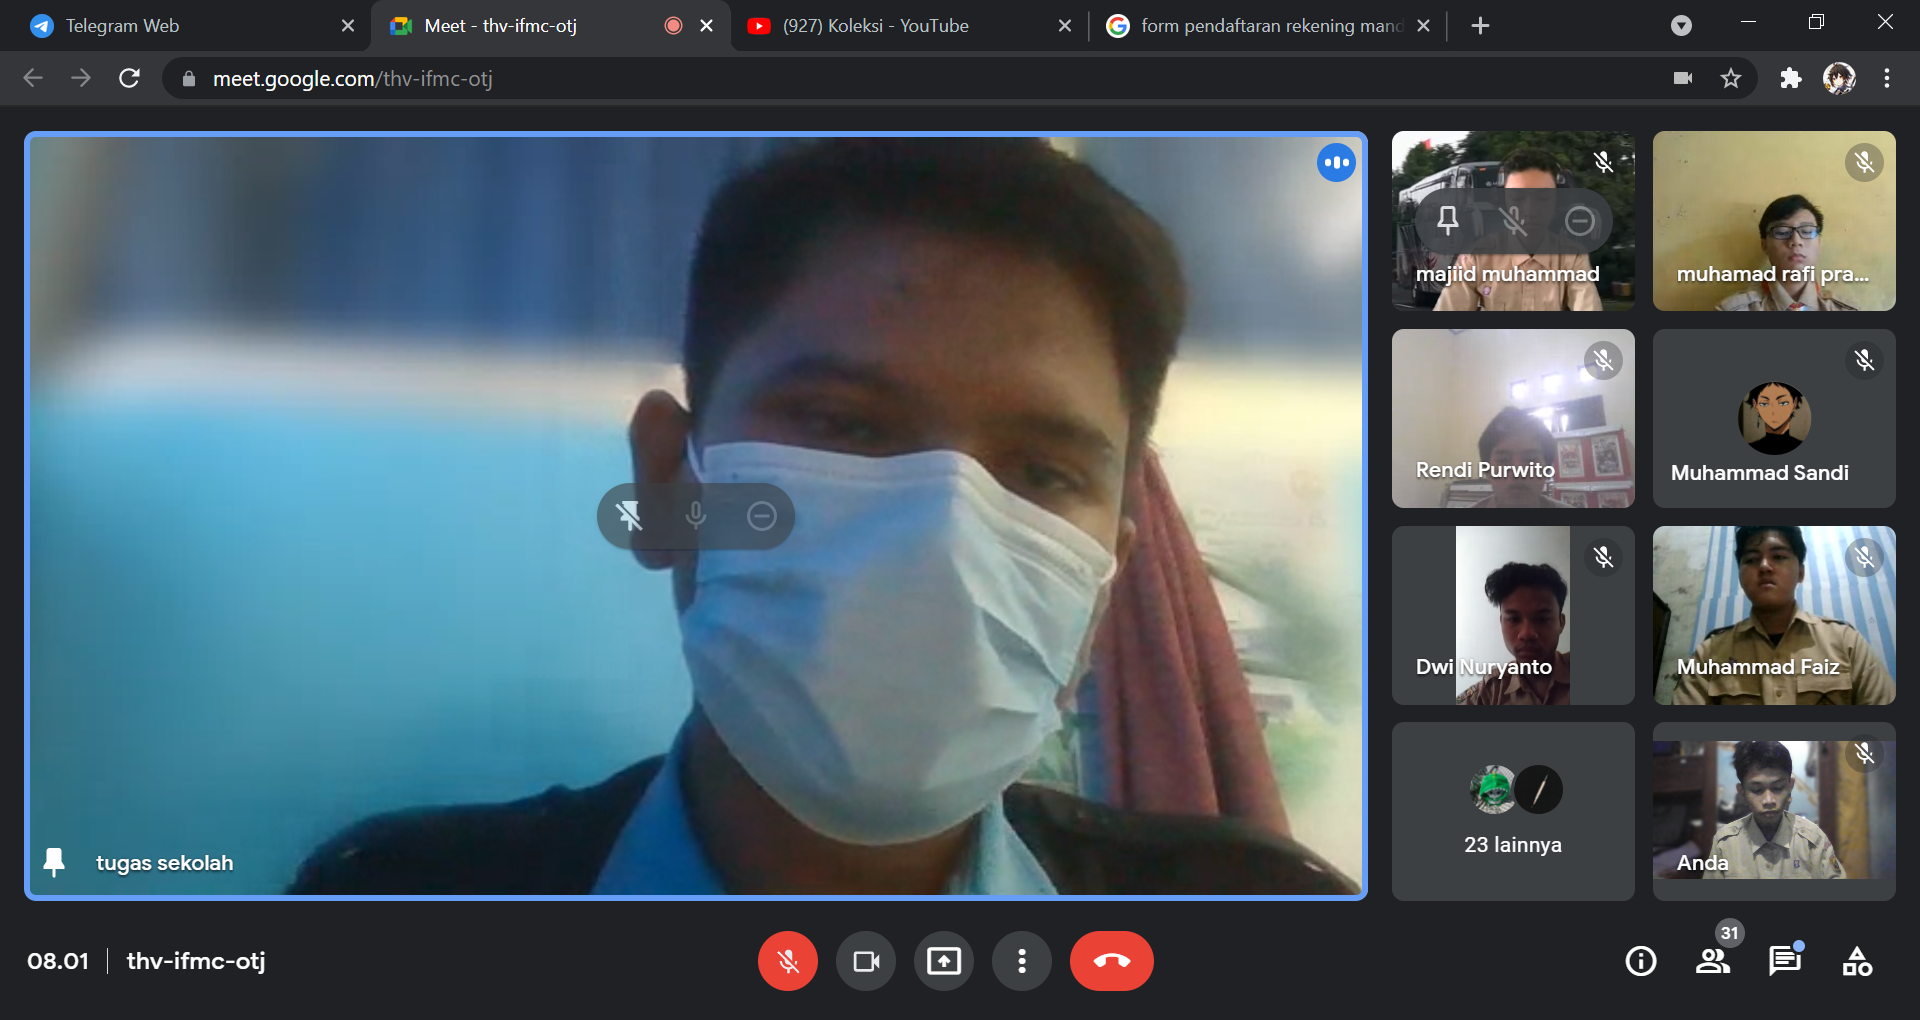 Telegram Web
Meet - thv-ifmc-otj
(927) Koleksi - YouTube
form pendaftaran rekening mand
meet.google.com/thv-ifmc-otj
majiid muhammad
muhamad rafi pra...
Rendi Purwito
Muhammad Sandi
Dwi Nuryanto
Muhammad Faiz
tugas sekolah
23 lainnya
Anda
08.01
thv-ifmc-otj
31